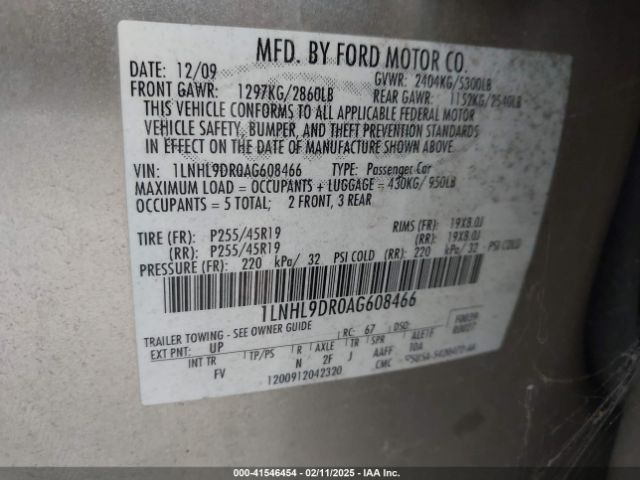 MFD. BY FORD MOTOR CO.
DATE: 12/09 GVWR: 2404KG/5300LB
FRONT GAWR: 1297KG/2860LB REAR GAWR: 1152KG/2540LB
THIS VEHICLE CONFORMS TO ALL APPLICABLE FEDERAL MOTOR
VEHICLE SAFETY, BUMPER, AND THEFT PREVENTION STANDARDS
IN EFFECT ON THE DATE OF MANUFACTURE SHOWN ABOVE.
VIN: 1LNHL9DR0AG608466 TYPE: Passenger Car
MAXIMUM LOAD = OCCUPANTS + LUGGAGE = 430KG/ 950LB
OCCUPANTS = 5 TOTAL; 2 FRONT, 3 REAR
TIRE (FR): P255/45R19 RIMS (FR): 19X8.0J
(RR): P255/45R19 (RR): 19X8.0J
PRESSURE (FR): 220 kPa/ 32 PSI COLD (RR): 220 kPa/ 32 PSI COLD
1LNHL9DR0AG608466
TRAILER TOWING - SEE OWNER GUIDE
EXT PNT: UP RC: 67 DSO:
INT TR TP/PS R AXLE TR SPR ALE1F
FV N 2F J AAFF TOA
1200912042320 CMC
00-41546454 - 02/11/2025 - IAA Inc.